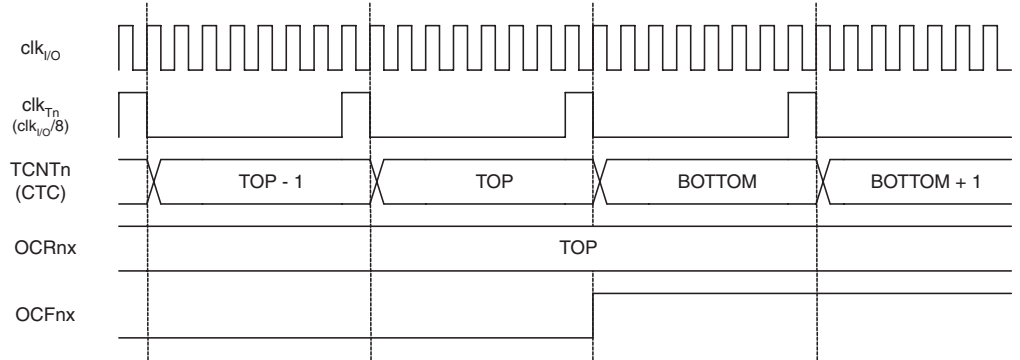 clkI/O
clkTn
(clkI/O/8)
TCNTn
(CTC)
TOP - 1
TOP
BOTTOM
BOTTOM + 1
OCRnx
TOP
OCFnx